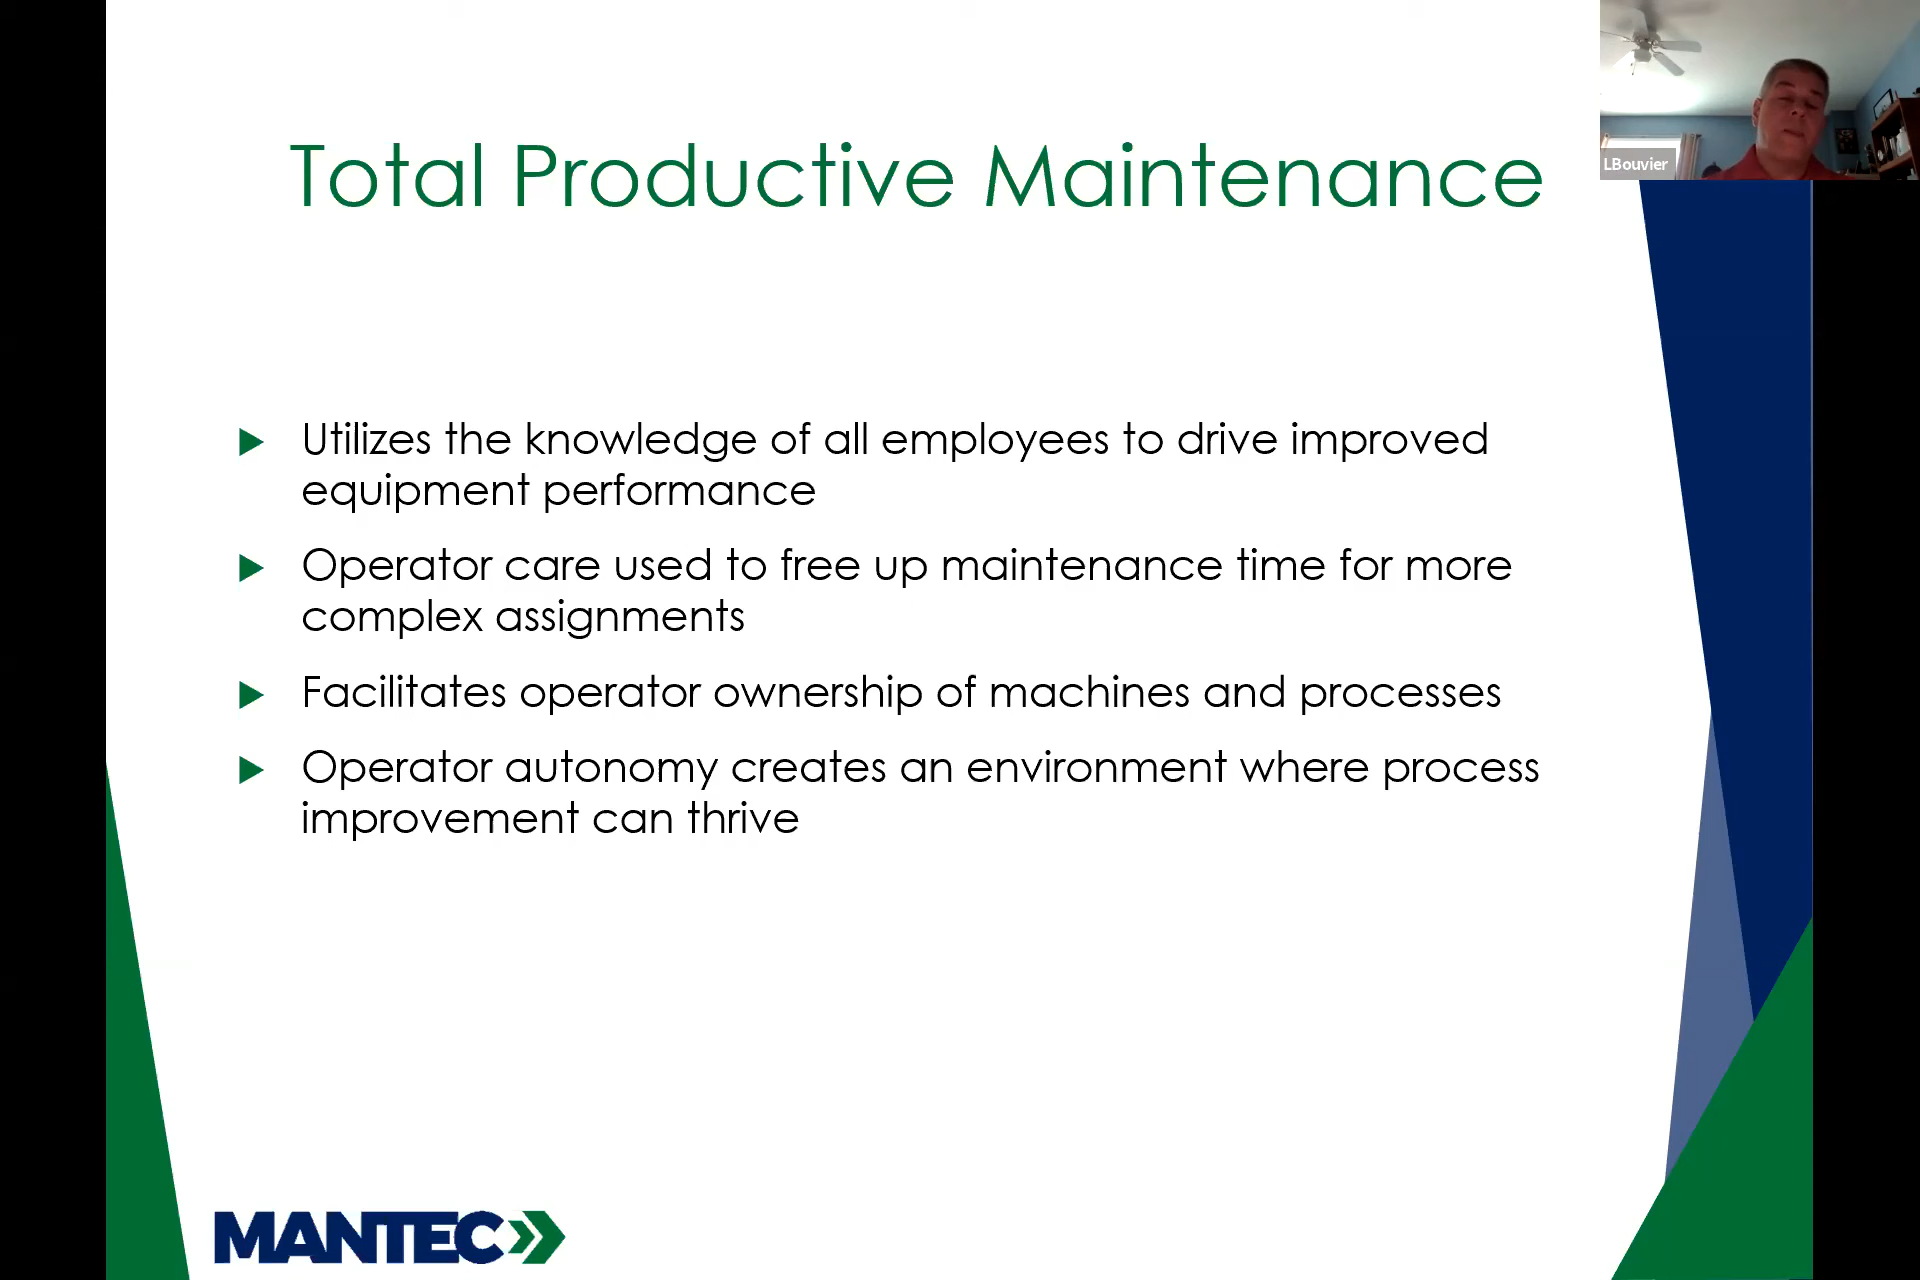 Total Productive Maintenance
LBouvier
Utilizes the knowledge of all employees to drive improved
equipment performance
Operator care used to free up maintenance time for more
complex assignments
Facilitates operator ownership of machines and processes
Operator autonomy creates an environment where process
improvement can thrive
MANTEC